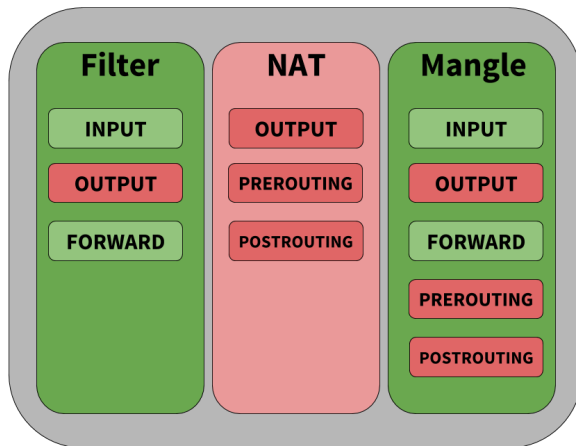 Filter
INPUT
OUTPUT
FORWARD
NAT
OUTPUT
PREROUTING
POSTROUTING
Mangle
INPUT
OUTPUT
FORWARD
PREROUTING
POSTROUTING